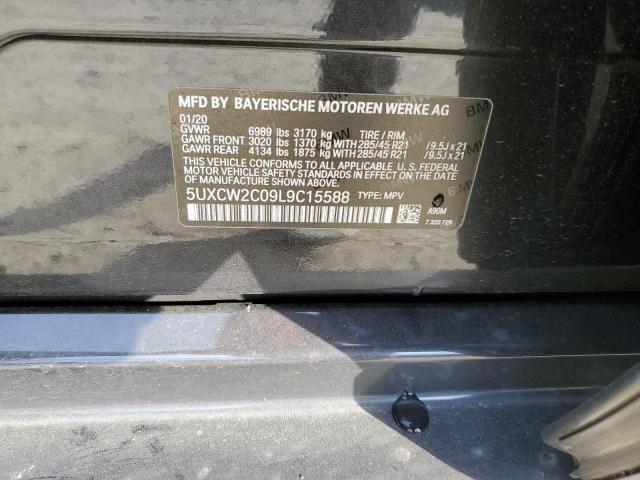 MFD BY BAYERISCHE MOTOREN WERKE AG
01/20
GVWR 6989 lbs 3170 kg TIRE / RIM
GAWR FRONT 3020 lbs 1370 kg WITH 285/45 R21 / 9.5J x 21
GAWR REAR 4134 lbs 1875 kg WITH 285/45 R21 / 9.5J x 21
THIS VEHICLE CONFORMS TO ALL APPLICABLE U.S. FEDERAL
MOTOR VEHICLE SAFETY STANDARDS IN EFFECT ON
THE DATE OF MANUFACTURE SHOWN ABOVE.
5UXCW2C09L9C15588 TYPE: MPV
A90M
7 320 729